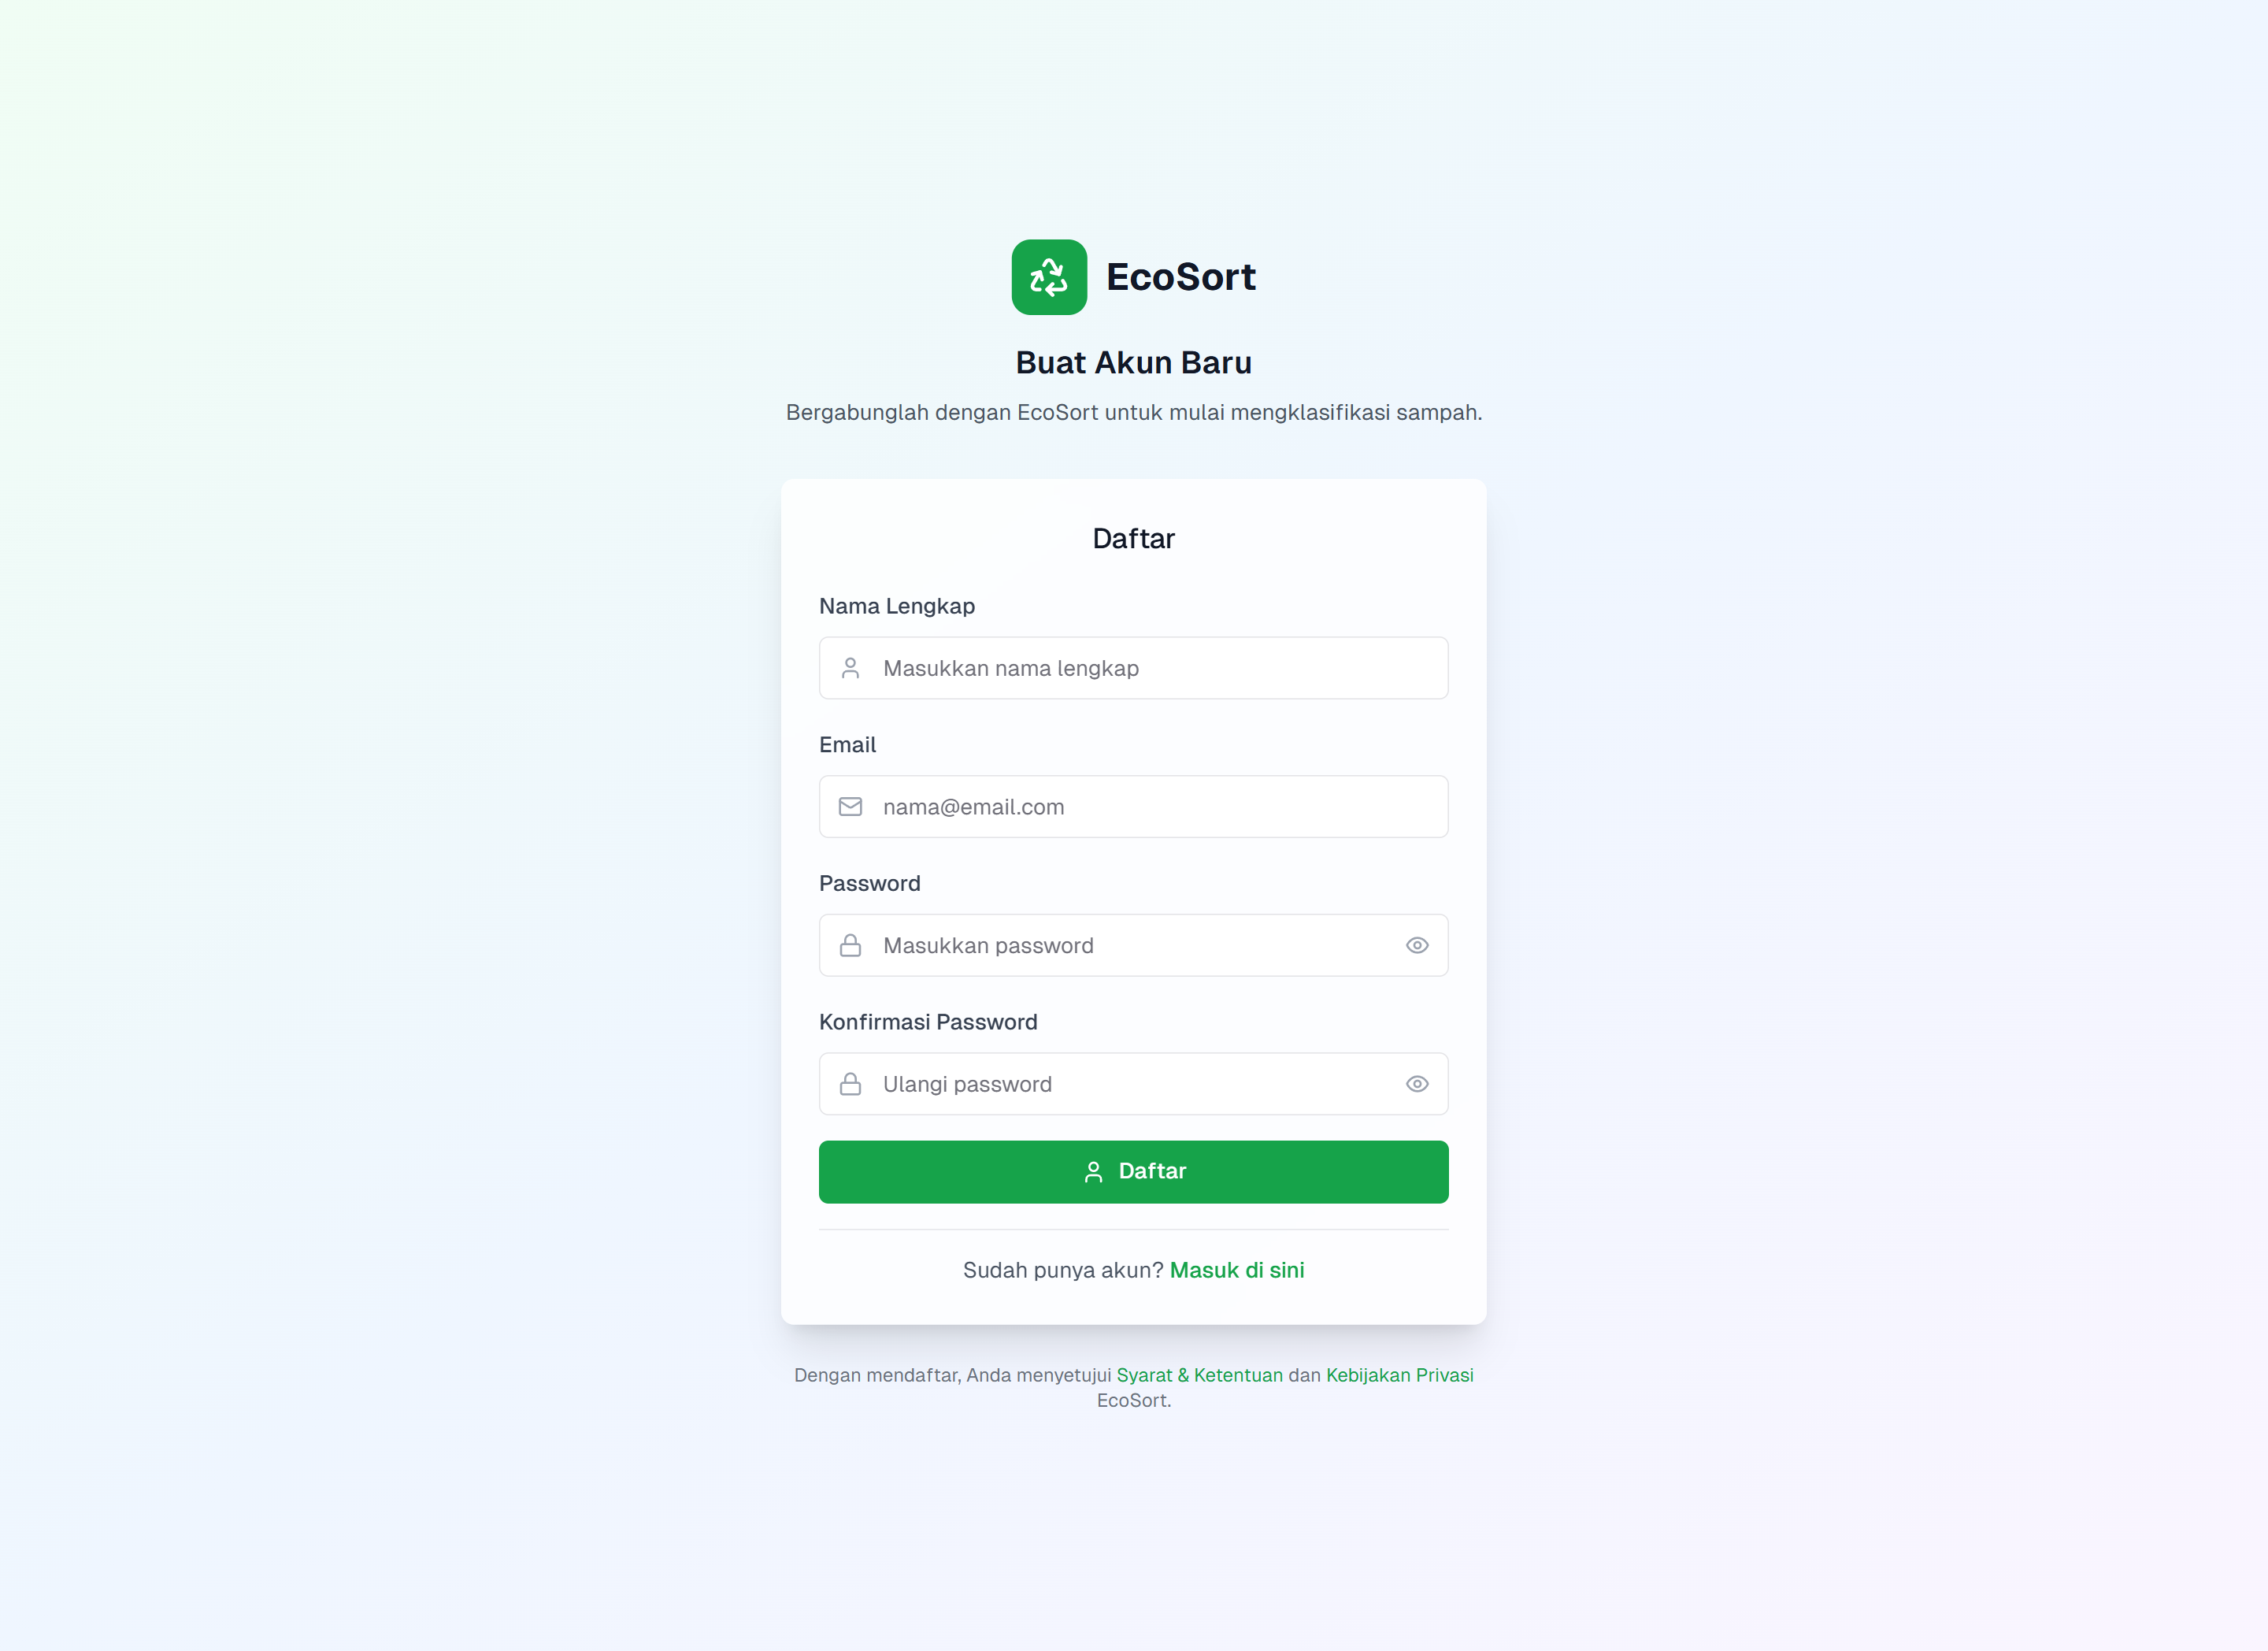 EcoSort
Buat Akun Baru
Bergabunglah dengan EcoSort untuk mulai mengklasifikasi sampah.
Daftar
Nama Lengkap
Masukkan nama lengkap
Email
nama@email.com
Password
Masukkan password
Konfirmasi Password
Ulangi password
Daftar
Sudah punya akun? Masuk di sini
Dengan mendaftar, Anda menyetujui Syarat & Ketentuan dan Kebijakan Privasi
EcoSort.